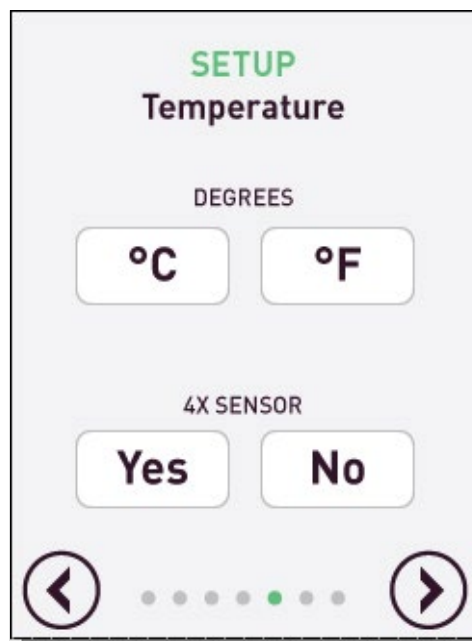 SETUP
Temperature
DEGREES
°C °F
4X SENSOR
Yes No